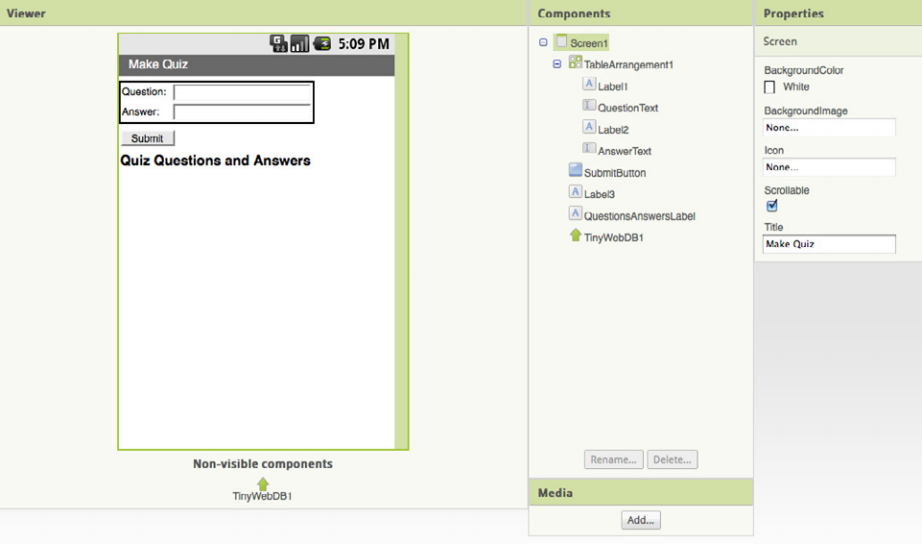 Viewer
5:09 PM
Make Quiz
Question:
Answer:
Submit
Quiz Questions and Answers
Non-visible components
TinyWebDB1
Components
Screen1
TableArrangement1
Label1
QuestionText
Label2
AnswerText
SubmitButton
Label3
QuestionsAnswersLabel
TinyWebDB1
Rename...
Delete...
Media
Add...
Properties
Screen
BackgroundColor
White
BackgroundImage
None...
Icon
None...
Scrollable
Title
Make Quiz